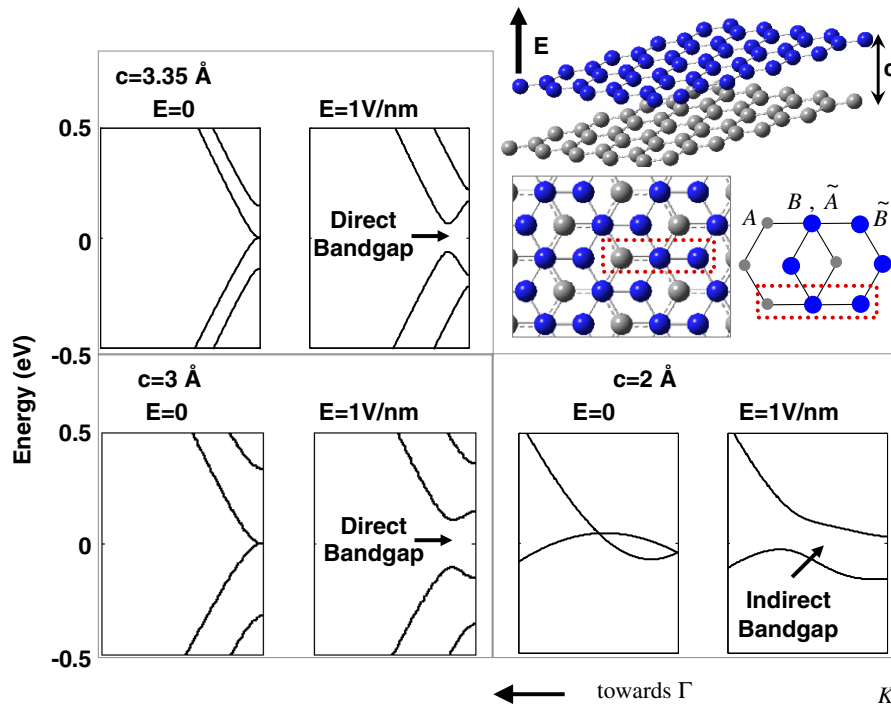 c=3.35 Å
E=0
E=1V/nm
0.5
0
-0.5
Direct
Bandgap
E
A
B , Ã
B̃
Energy (eV)
c=3 Å
E=0
E=1V/nm
0.5
0
-0.5
Direct
Bandgap
c=2 Å
E=0
E=1V/nm
Indirect
Bandgap
towards Γ